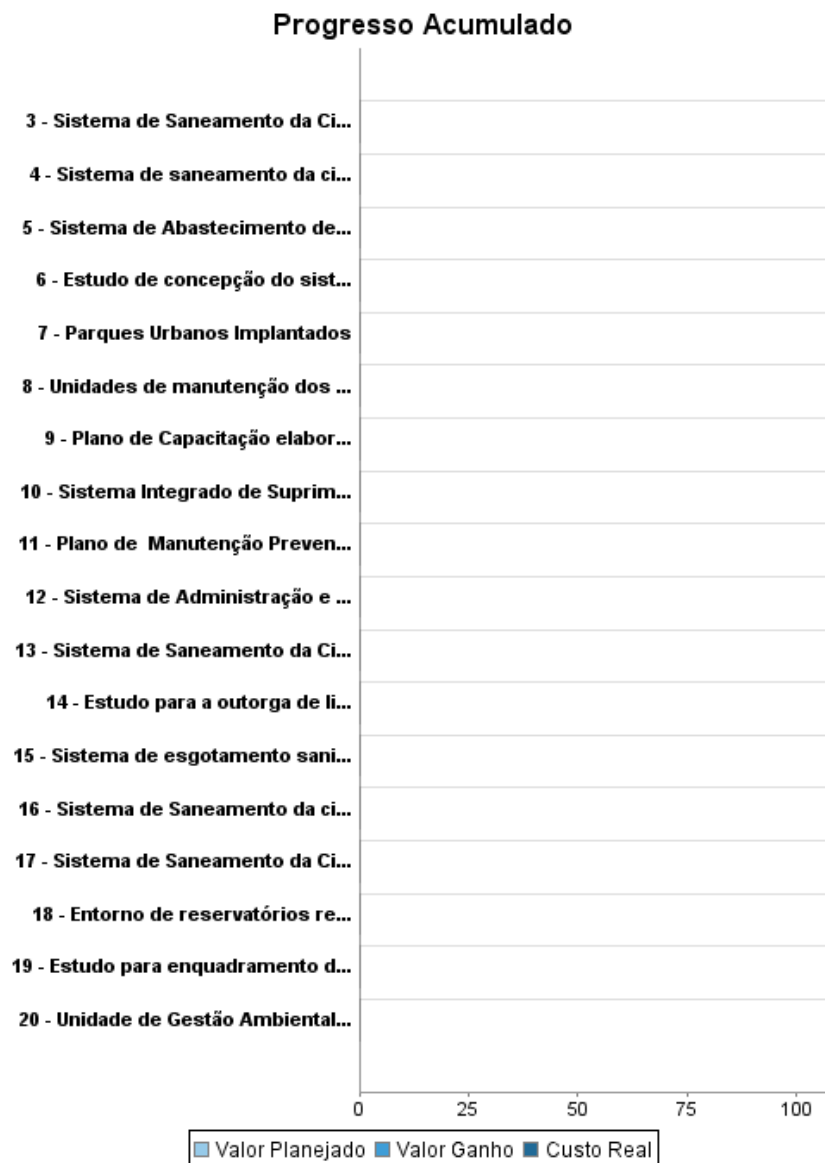 Progresso Acumulado
3 - Sistema de Saneamento da Ci...
4 - Sistema de saneamento da ci...
5 - Sistema de Abastecimento de...
6 - Estudo de concepção do sist...
7 - Parques Urbanos Implantados
8 - Unidades de manutenção dos ...
9 - Plano de Capacitação elabor...
10 - Sistema Integrado de Suprim...
11 - Plano de  Manutenção Preven...
12 - Sistema de Administração e ...
13 - Sistema de Saneamento da Ci...
14 - Estudo para a outorga de li...
15 - Sistema de esgotamento sani...
16 - Sistema de Saneamento da ci...
17 - Sistema de Saneamento da Ci...
18 - Entorno de reservatórios re...
19 - Estudo para enquadramento d...
20 - Unidade de Gestão Ambiental...
0 25 50 75 100
Valor Planejado Valor Ganho Custo Real